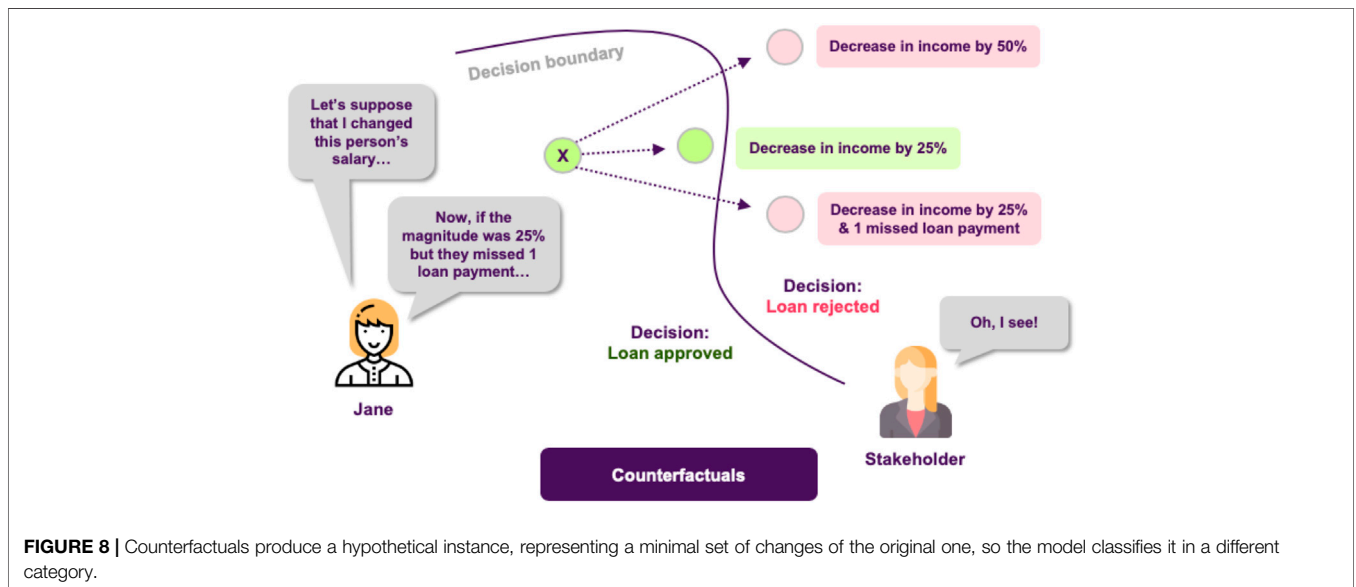 Decision boundary
Decrease in income by 50%
Let's suppose
that I changed
this person's
salary...
X
Decrease in income by 25%
Now, if the
magnitude was 25%
but they missed 1
loan payment...
Decrease in income by 25%
& 1 missed loan payment
Decision:
Loan rejected
Oh, I see!
Decision:
Loan approved
Jane
Stakeholder
Counterfactuals
FIGURE 8 | Counterfactuals produce a hypothetical instance, representing a minimal set of changes of the original one, so the model classifies it in a different
category.